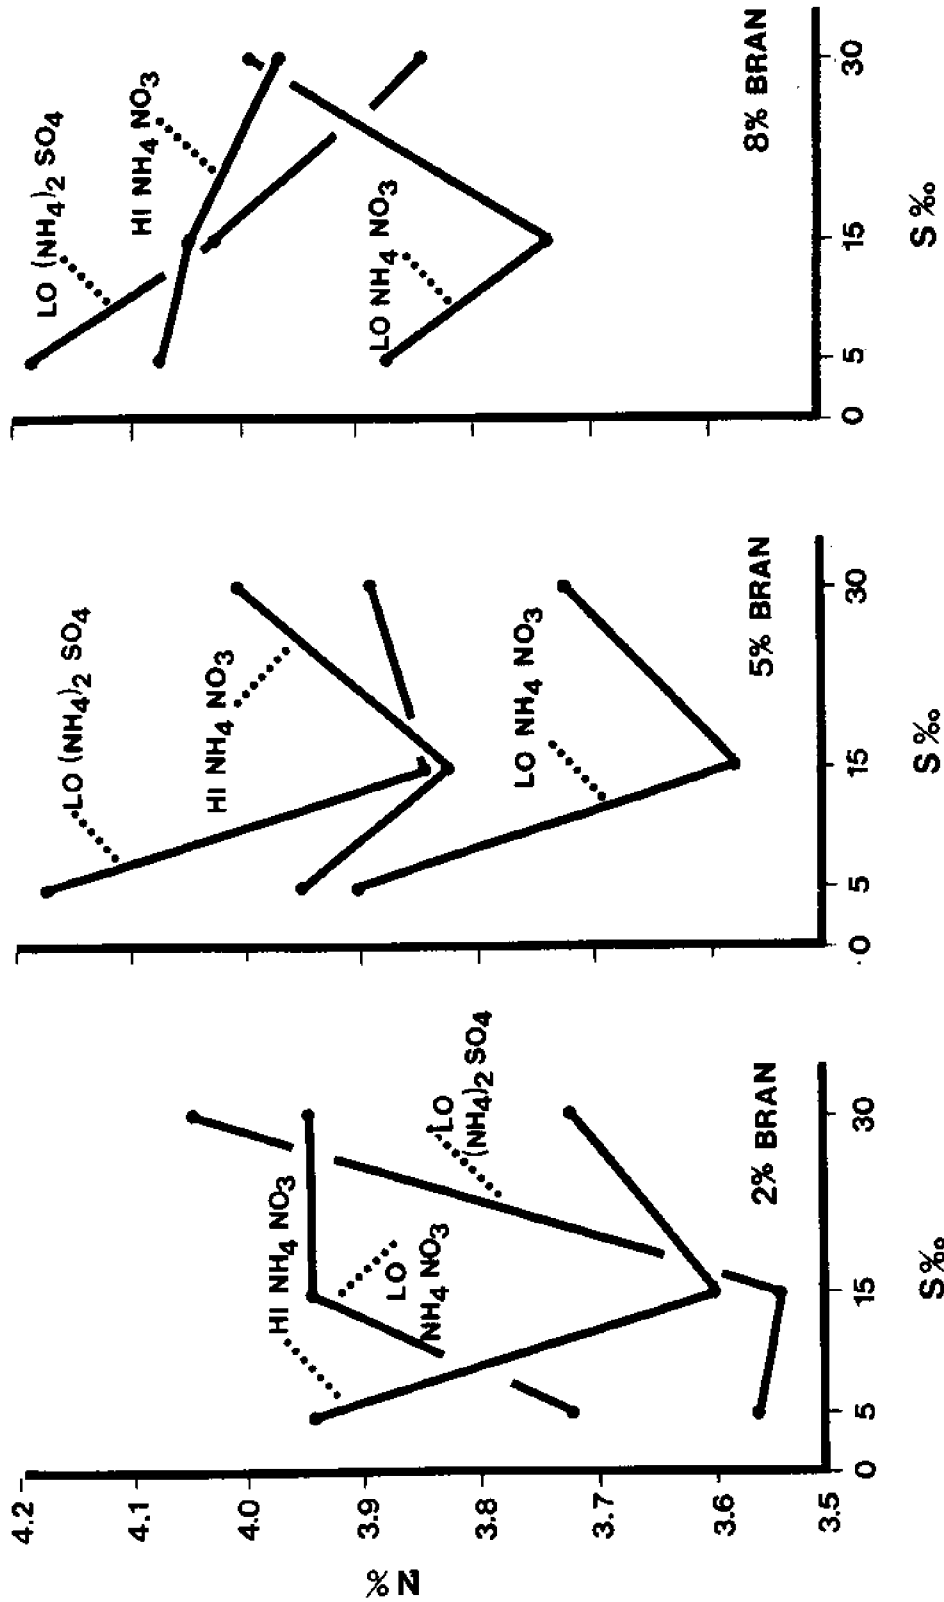 N %
4.2
4.1
4.0
3.9
3.8
3.7
3.6
3.5
HI NH4 NO3
LO
NH4 NO3
LO
(NH4)2 SO4
2% BRAN
0 5 15 30
S‰
LO (NH4)2 SO4
HI NH4 NO3
LO NH4 NO3
5% BRAN
0 5 15 30
S‰
LO (NH4)2 SO4
HI NH4 NO3
LO NH4 NO3
8% BRAN
0 5 15 30
S‰